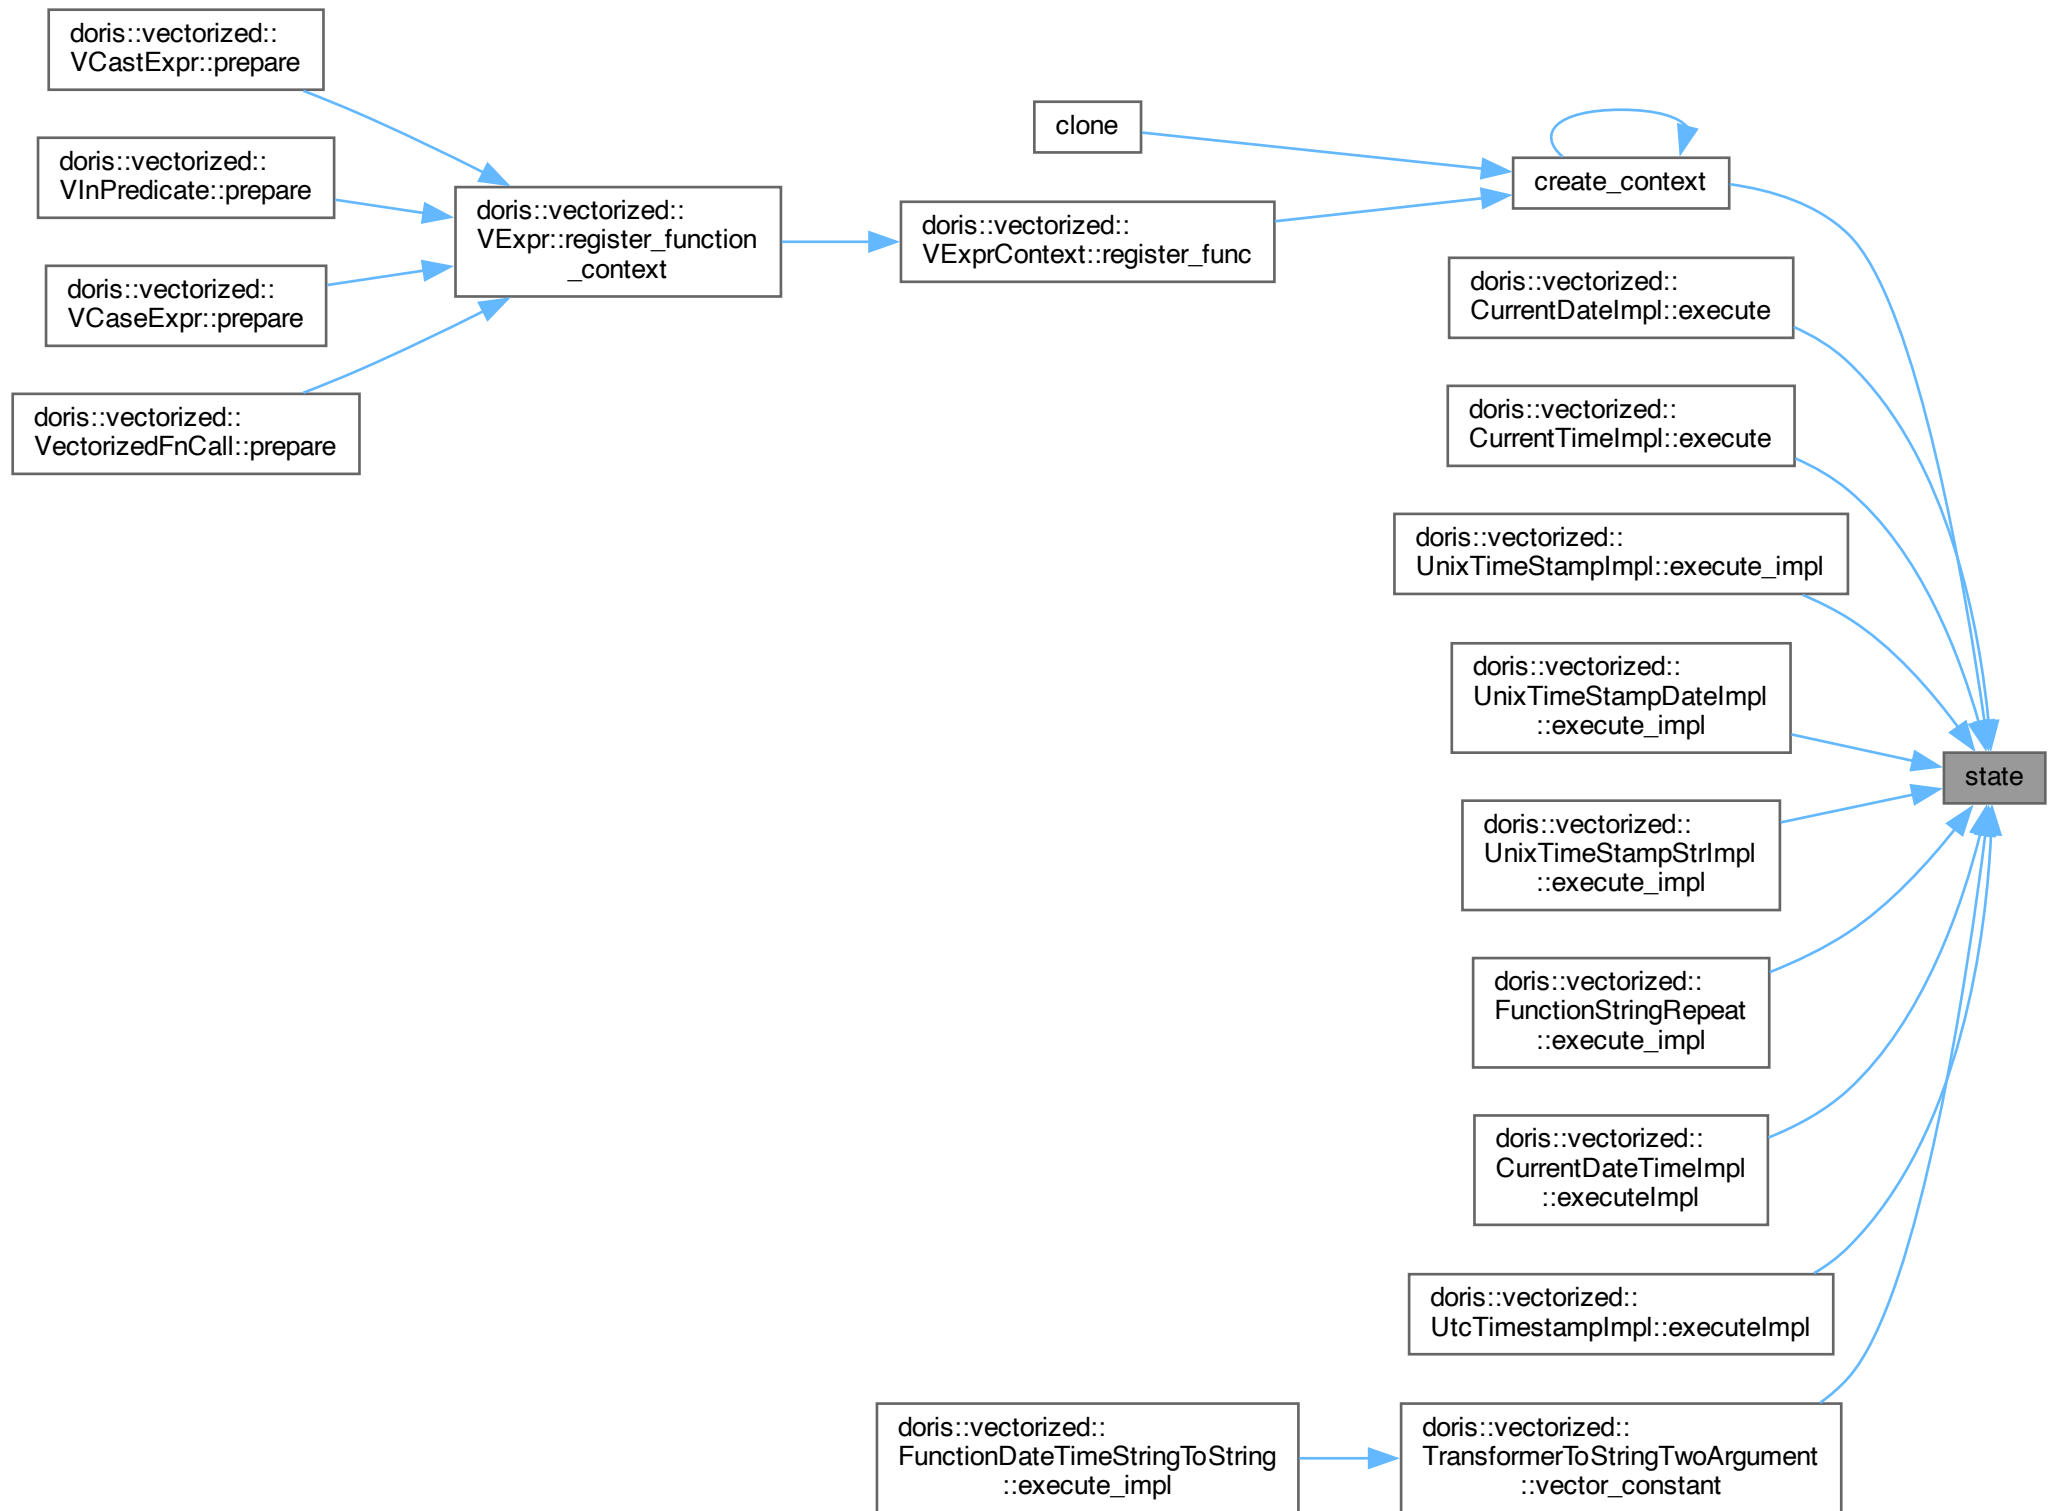 doris::vectorized::
VCastExpr::prepare
doris::vectorized::
VInPredicate::prepare
doris::vectorized::
VCaseExpr::prepare
doris::vectorized::
VectorizedFnCall::prepare
doris::vectorized::
VExpr::register_function
_context
clone
doris::vectorized::
VExprContext::register_func
create_context
doris::vectorized::
CurrentDateImpl::execute
doris::vectorized::
CurrentTimeImpl::execute
doris::vectorized::
UnixTimeStampImpl::execute_impl
doris::vectorized::
UnixTimeStampDateImpl
::execute_impl
state
doris::vectorized::
UnixTimeStampStrImpl
::execute_impl
doris::vectorized::
FunctionStringRepeat
::execute_impl
doris::vectorized::
CurrentDateTimeImpl
::executeImpl
doris::vectorized::
UtcTimestampImpl::executeImpl
doris::vectorized::
FunctionDateTimeStringToString
::execute_impl
doris::vectorized::
TransformerToStringTwoArgument
::vector_constant